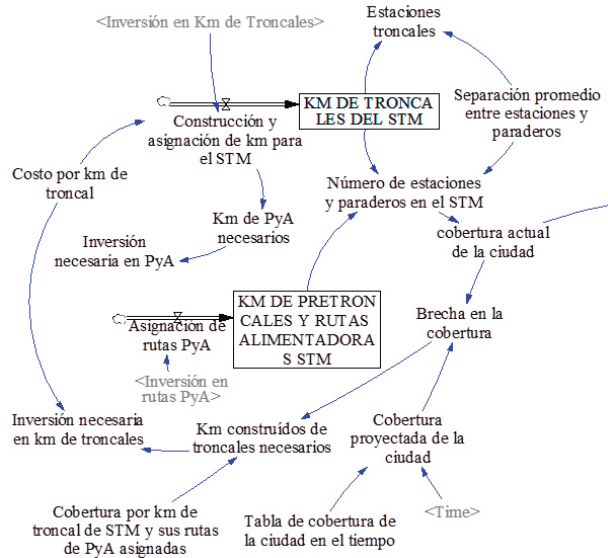 Estaciones
troncales
<Inversión en Km de Troncales>
KM DE TRONCA
LES DEL STM
Construcción y
asignación de km para
el STM
Separación promedio
entre estaciones y
paraderos
Costo por km de
troncal
Número de estaciones
y paraderos en el STM
Km de PyA
necesarios
Inversión
necesaria en PyA
cobertura actual
de la ciudad
KM DE PRETRON
CALES Y RUTAS
ALIMENTADORA
S STM
Asignación de
rutas PyA
Brecha en la
cobertura
<Inversión en
rutas PyA>
Inversión necesaria
en km de troncales
Km construídos de
troncales necesarios
Cobertura
proyectada de la
ciudad
Cobertura por km de
troncal de STM y sus rutas
de PyA asignadas
Tabla de cobertura de
la ciudad en el tiempo
<Time>